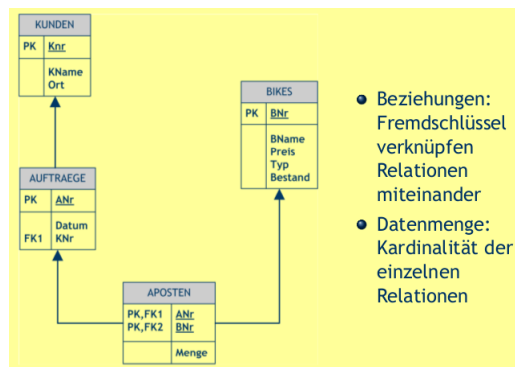 KUNDEN
PK Knr
KName
Ort
BIKES
PK BNr
BName
Preis
Typ
Bestand
AUFTRAEGE
PK ANr
Datum
FK1 KNr
APOSTEN
PK,FK1 ANr
PK,FK2 BNr
Menge
Beziehungen:
Fremdschlüssel
verknüpfen
Relationen
miteinander
Datenmenge:
Kardinalität der
einzelnen
Relationen